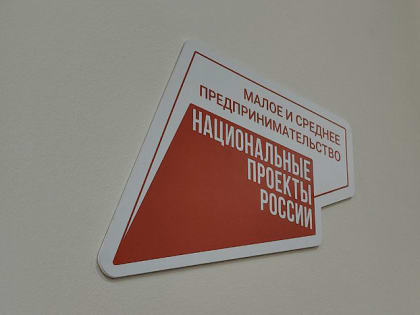 МАЛОЕ И СРЕДНЕЕ
ПРЕДПРИНИМАТЕЛЬСТВО
НАЦИОНАЛЬНЫЕ
ПРОЕКТЫ
РОССИИ